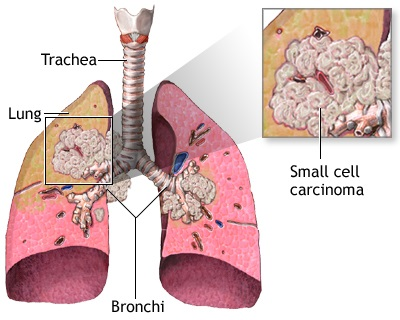 Trachea
Lung
Small cell
carcinoma
Bronchi